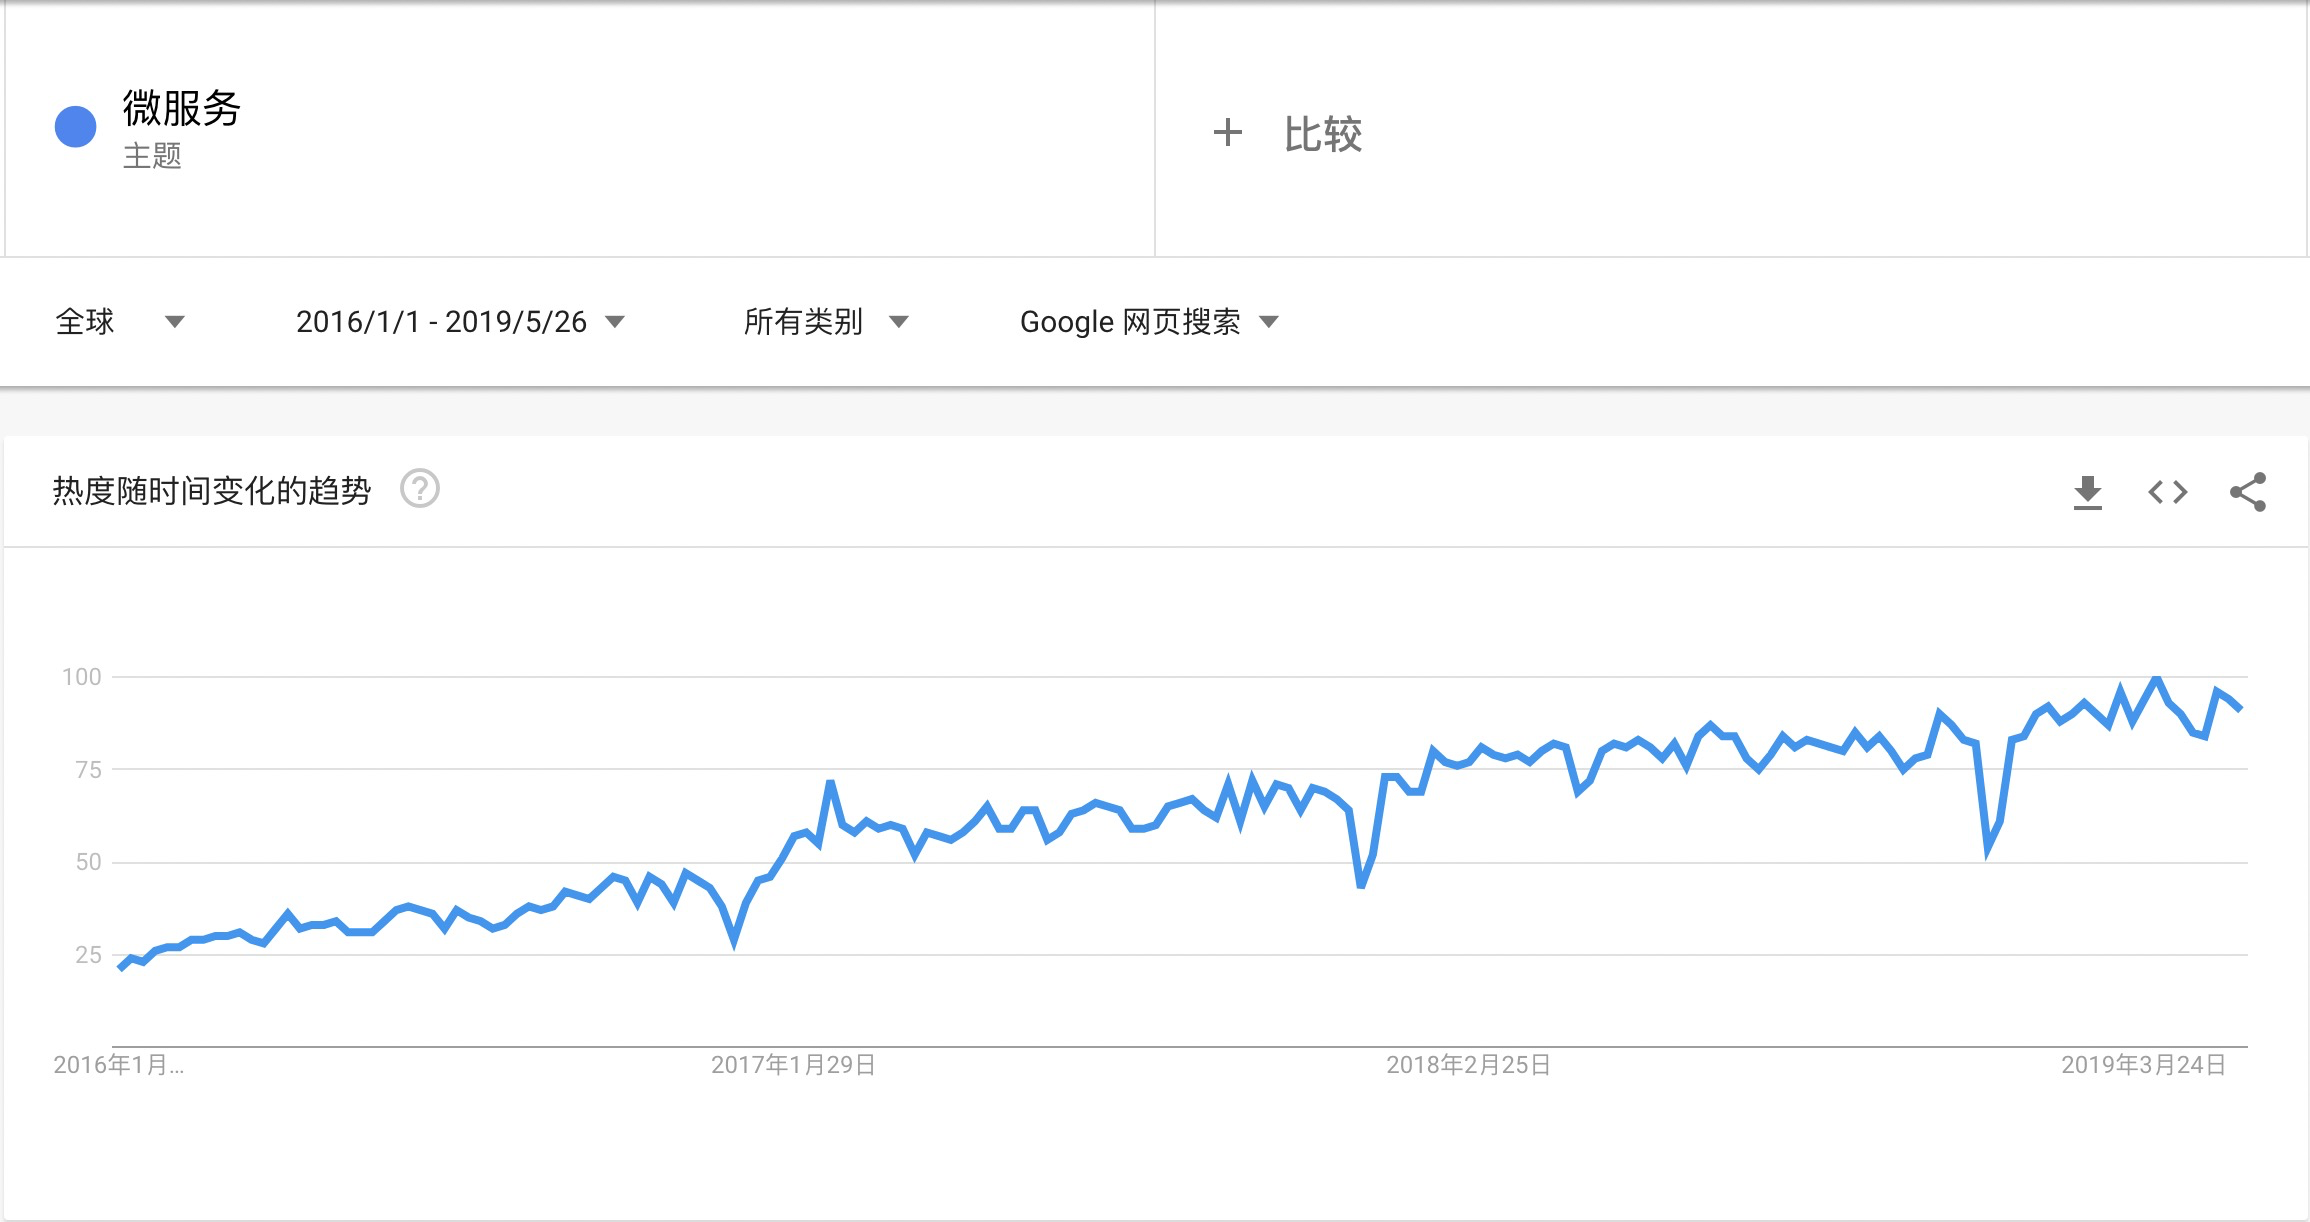 微服务
主题
+ 比较
全球
2016/1/1 - 2019/5/26
所有类别
Google 网页搜索
热度随时间变化的趋势 ?
100
75
50
25
2016年1月...
2017年1月29日
2018年2月25日
2019年3月24日